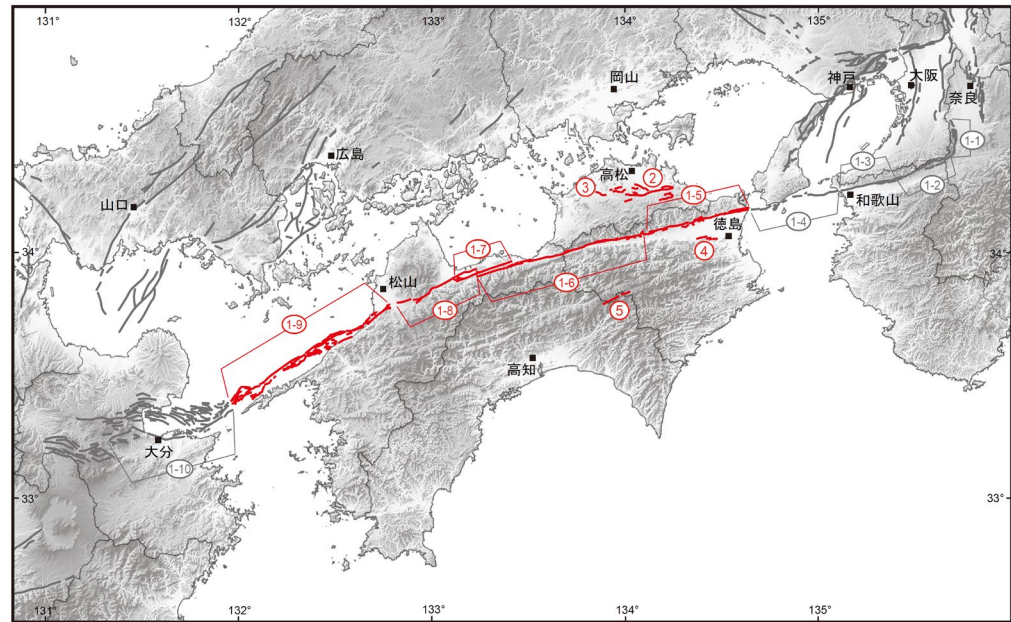 131°
132°
133°
134°
135°
岡山
神戸
大阪
奈良
広島
高松
②
③
1-1
1-3
1-2
山口
1-5
和歌山
1-4
徳島
34°
34°
④
1-7
松山
1-6
1-8
⑤
1-9
高知
大分
1-10
33°
33°
131°
132°
133°
134°
135°